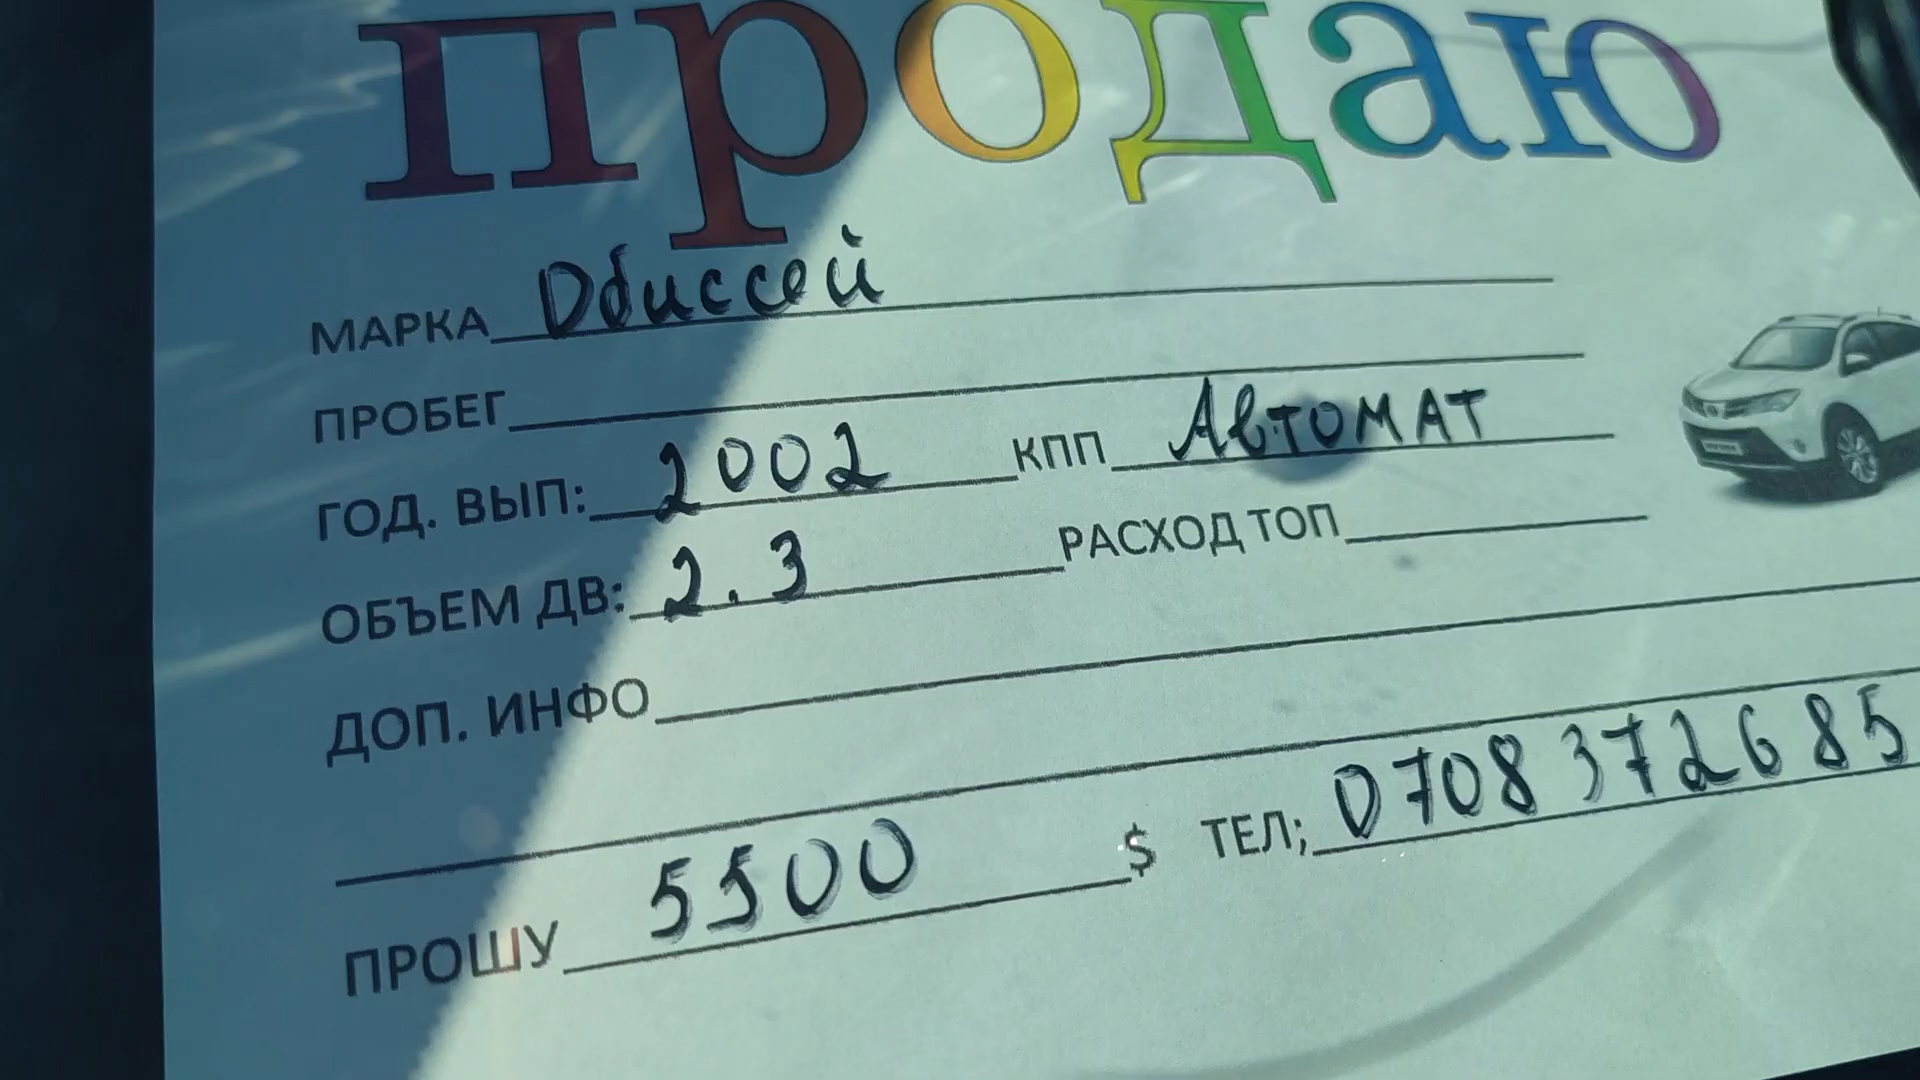 продаю
МАРКА Одиссей
ПРОБЕГ
ГОД. ВЫП: 2002 КПП Автомат
ОБЪЕМ ДВ: 2.3 РАСХОД ТОП
ДОП. ИНФО
ПРОШУ 5500 $ ТЕЛ; 0708 372685